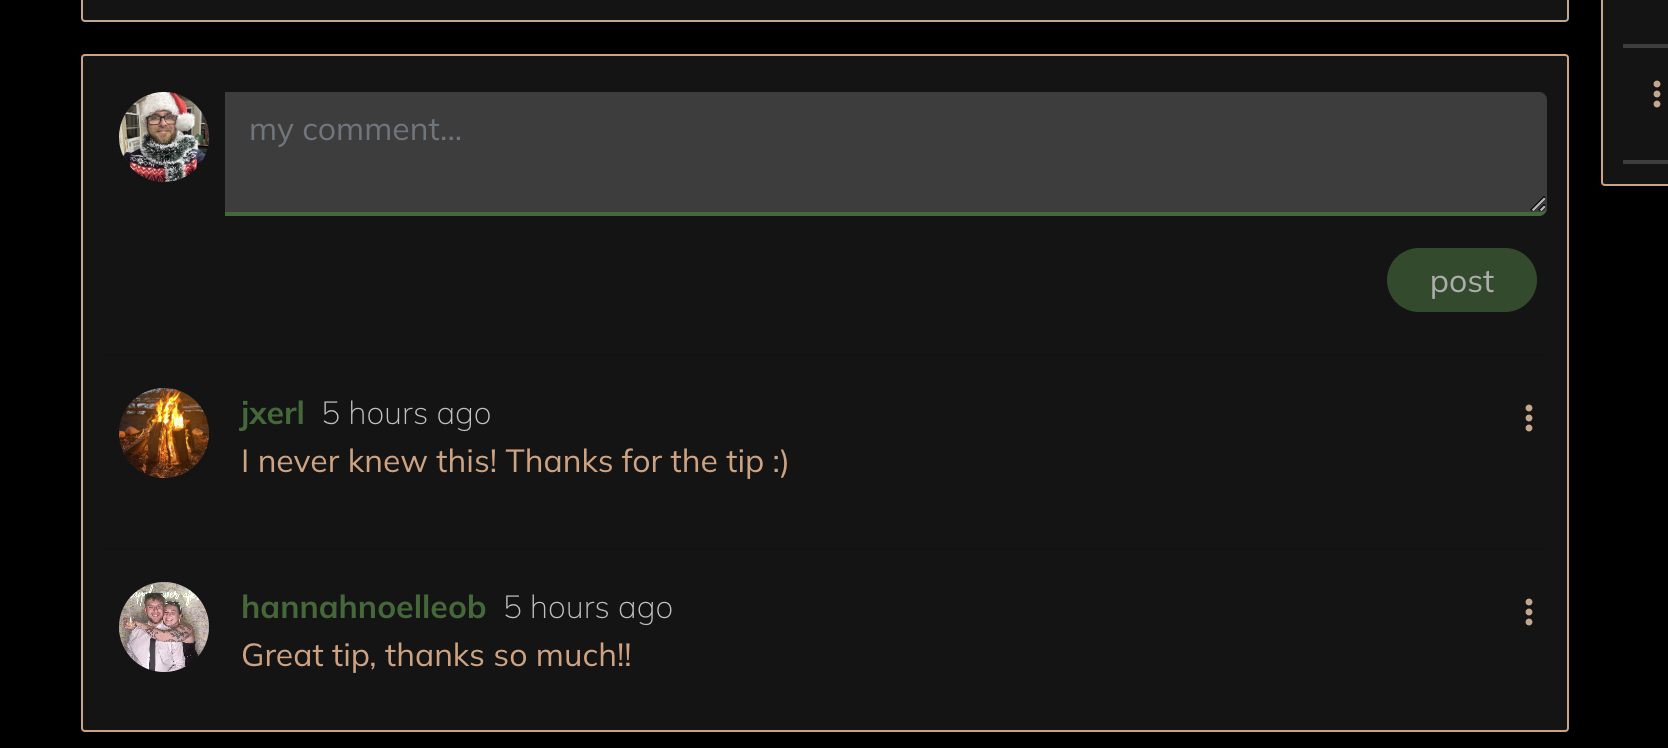 my comment...
post
jxerl 5 hours ago
I never knew this! Thanks for the tip :)
hannahnoelleob 5 hours ago
Great tip, thanks so much!!